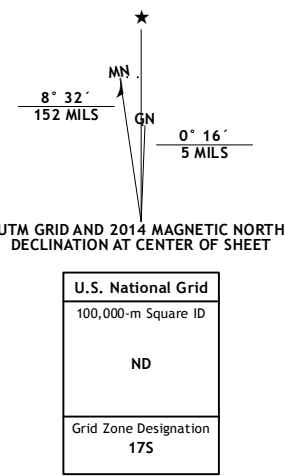 ★
MN
8° 32´
152 MILS
GN
0° 16´
5 MILS
UTM GRID AND 2014 MAGNETIC NORTH
DECLINATION AT CENTER OF SHEET
U.S. National Grid
100,000-m Square ID
ND
Grid Zone Designation
17S